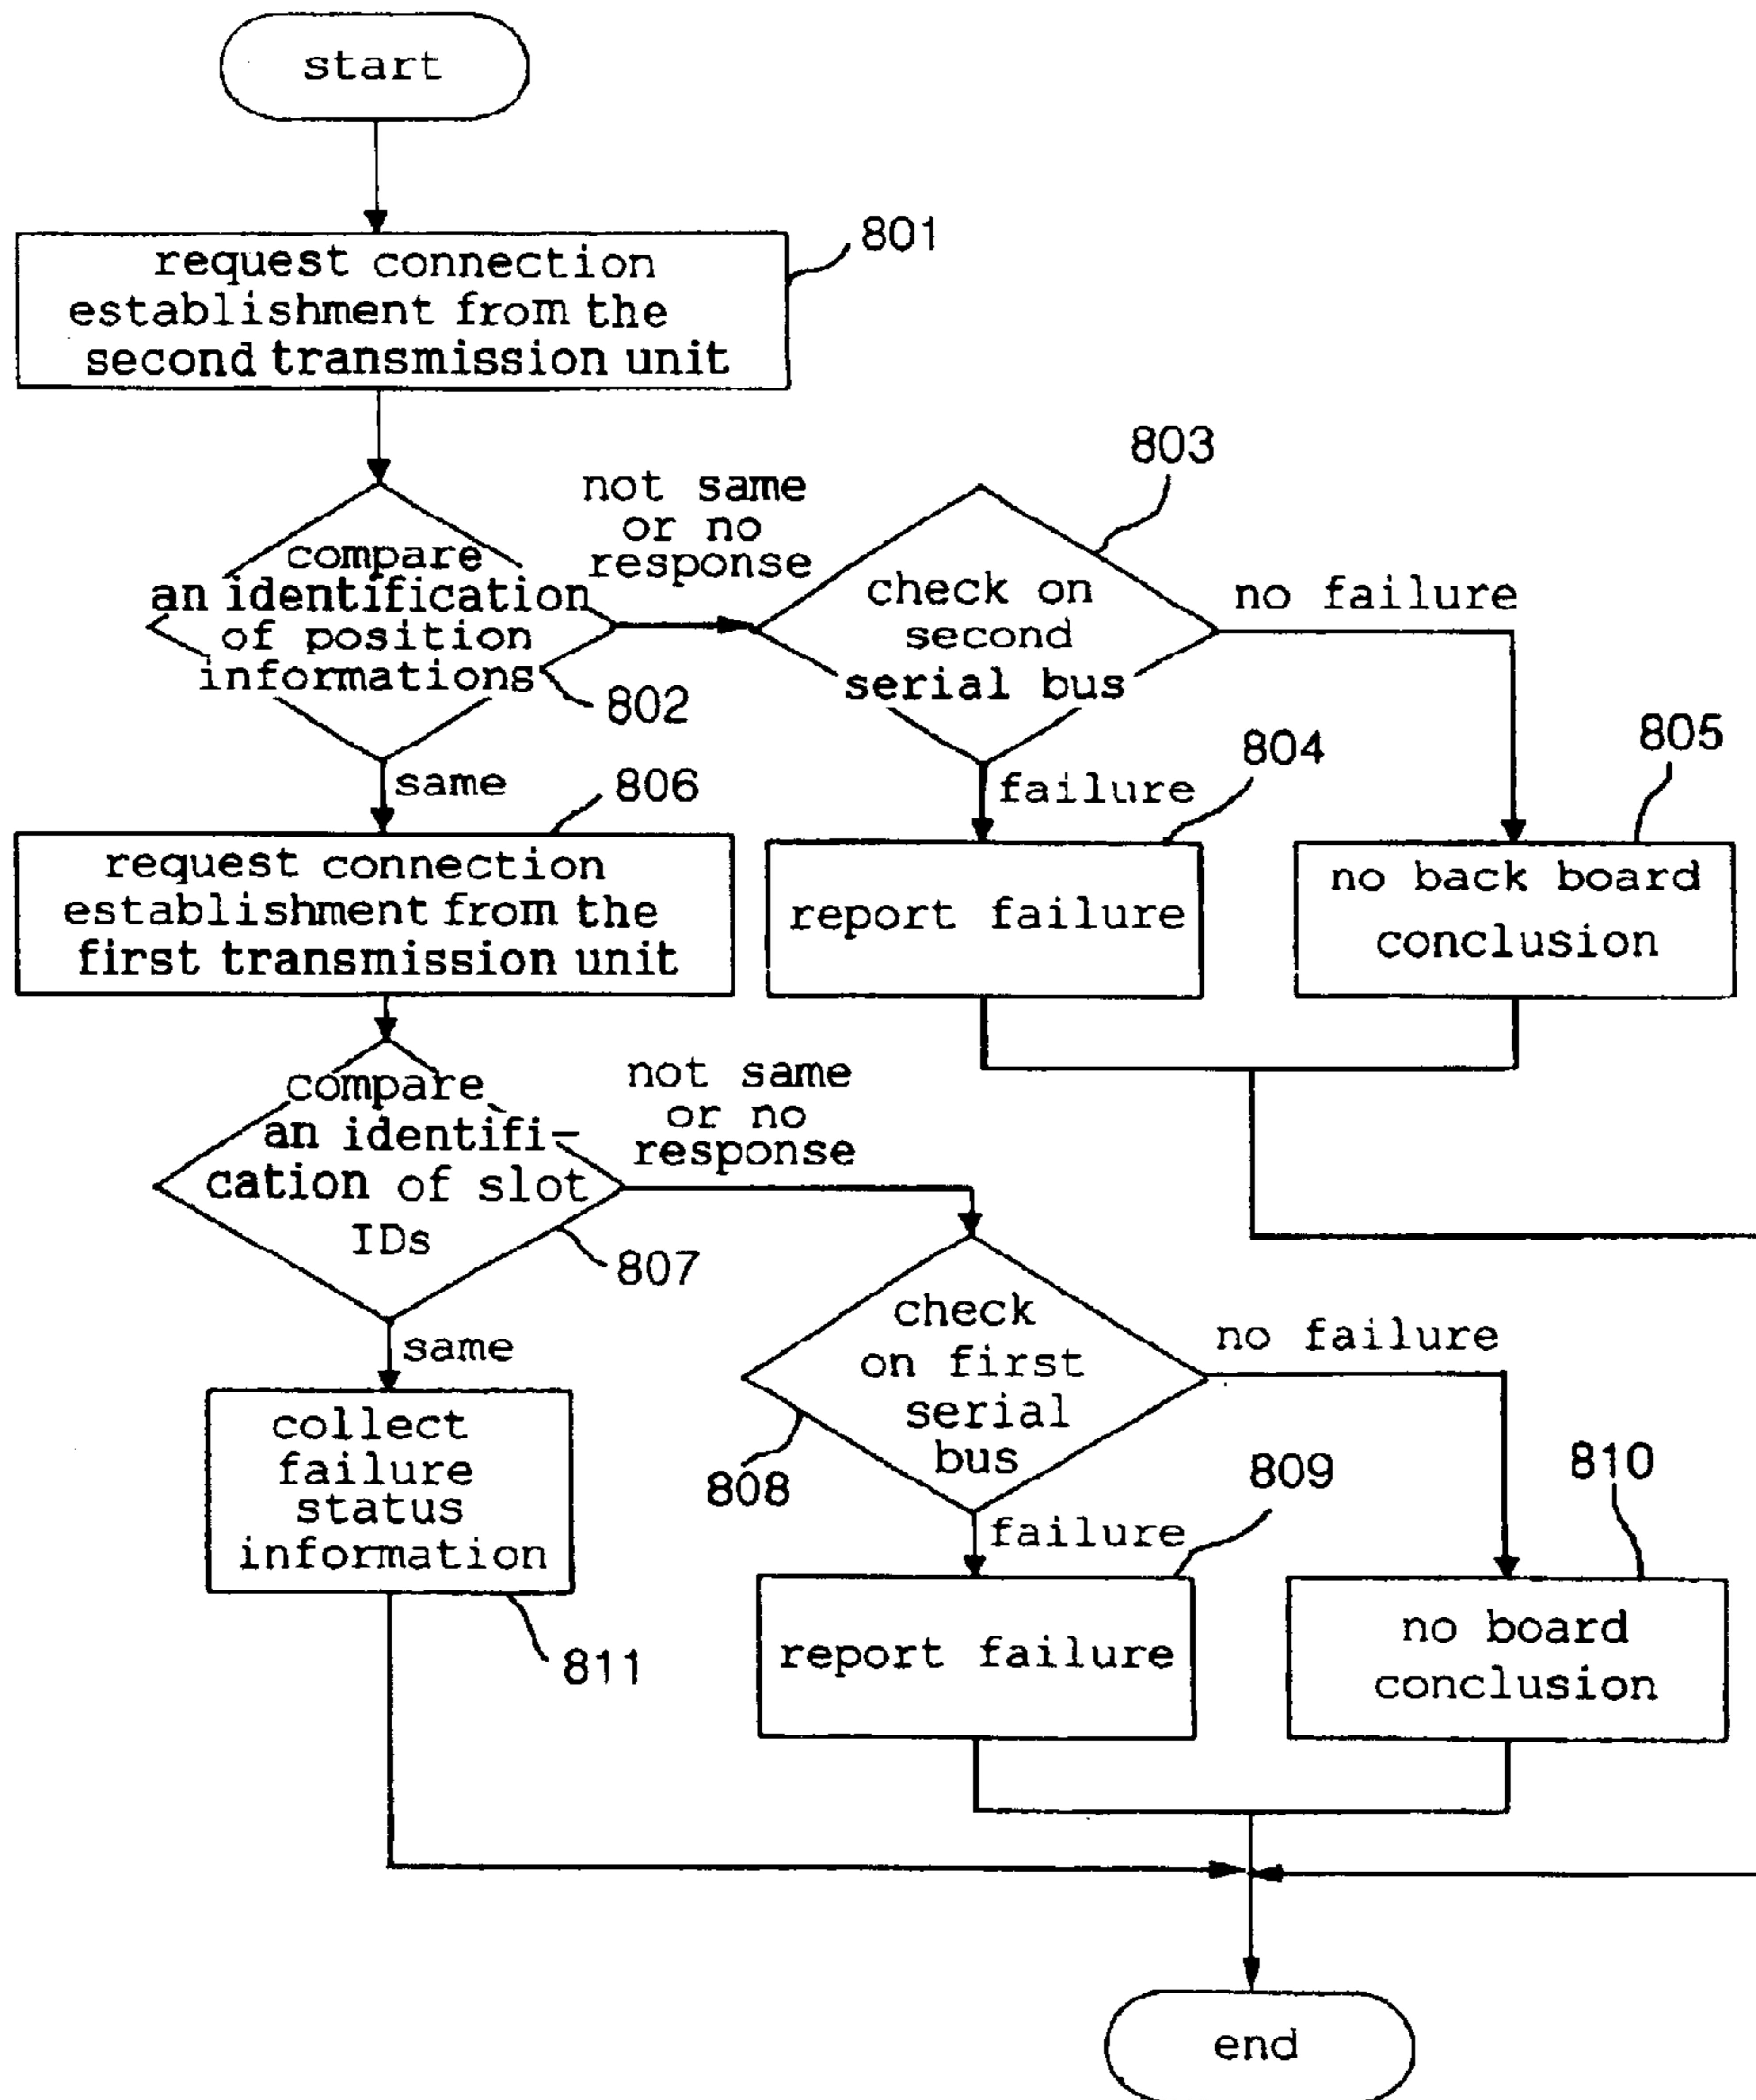 start
801
request connection
establishment from the
second transmission unit
803
not same
or no
response
compare
an identification
of position
informations
802
check on
second
serial bus
no failure
same
806
failure
804
805
request connection
establishment from the
first transmission unit
report failure
no back board
conclusion
compare
an identifi-
cation of slot
IDs
807
not same
or no
response
same
check
on first
serial
bus
808
no failure
collect
failure
status
information
811
failure
809
810
report failure
no board
conclusion
end